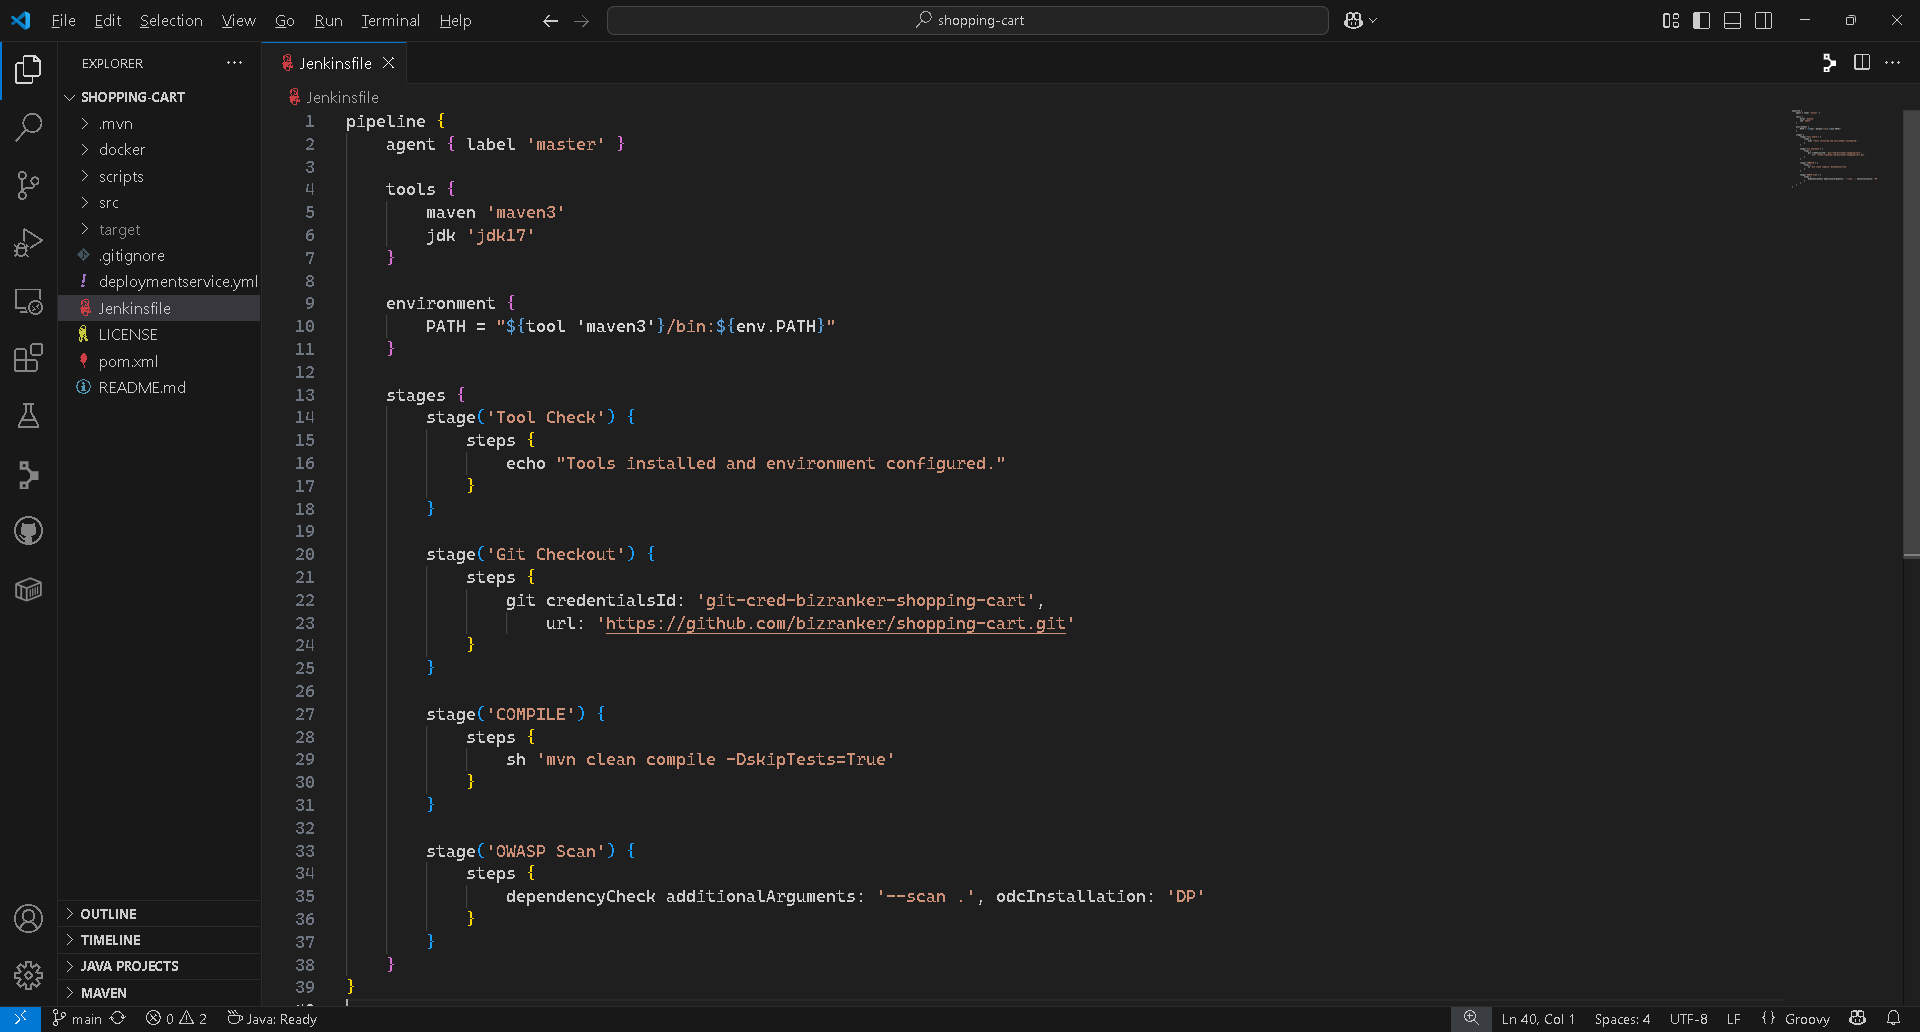 File Edit Selection View Go Run Terminal Help
shopping-cart
EXPLORER
SHOPPING-CART
.mvn
docker
scripts
src
target
.gitignore
deploymentservice.yml
Jenkinsfile
LICENSE
pom.xml
README.md
OUTLINE
TIMELINE
JAVA PROJECTS
MAVEN
Jenkinsfile
Jenkinsfile
1 pipeline {
2     agent { label 'master' }
3
4     tools {
5         maven 'maven3'
6         jdk 'jdk17'
7     }
8
9     environment {
10         PATH = "${tool 'maven3'}/bin:${env.PATH}"
11     }
12
13     stages {
14         stage('Tool Check') {
15             steps {
16                 echo "Tools installed and environment configured."
17             }
18         }
19
20         stage('Git Checkout') {
21             steps {
22                 git credentialsId: 'git-cred-bizranker-shopping-cart',
23                     url: 'https://github.com/bizranker/shopping-cart.git'
24             }
25         }
26
27         stage('COMPILE') {
28             steps {
29                 sh 'mvn clean compile -DskipTests=True'
30             }
31         }
32
33         stage('OWASP Scan') {
34             steps {
35                 dependencyCheck additionalArguments: '--scan .', odcInstallation: 'DP'
36             }
37         }
38     }
39 }
main 0 2 Java: Ready
Ln 40, Col 1 Spaces: 4 UTF-8 LF {} Groovy